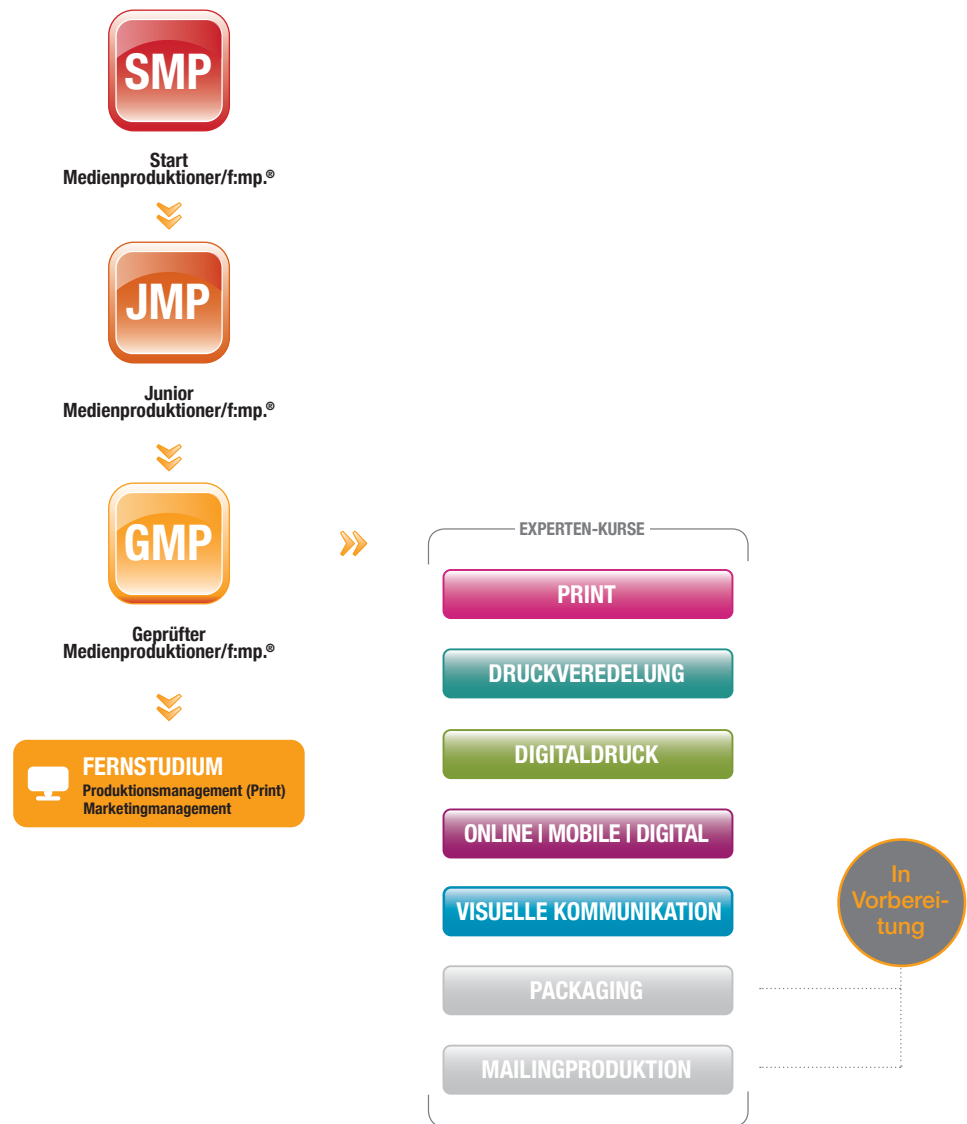 SMP
Start
Medienproduktioner/f:mp.®
JMP
Junior
Medienproduktioner/f:mp.®
GMP
Geprüfter
Medienproduktioner/f:mp.®
FERNSTUDIUM
Produktionsmanagement (Print)
Marketingmanagement
EXPERTEN-KURSE
PRINT
DRUCKVEREDELUNG
DIGITALDRUCK
ONLINE | MOBILE | DIGITAL
VISUELLE KOMMUNIKATION
PACKAGING
MAILINGPRODUKTION
In
Vorberei-
tung